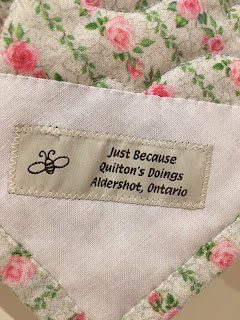 Just Because
Quilton's Doings
Aldershot, Ontario